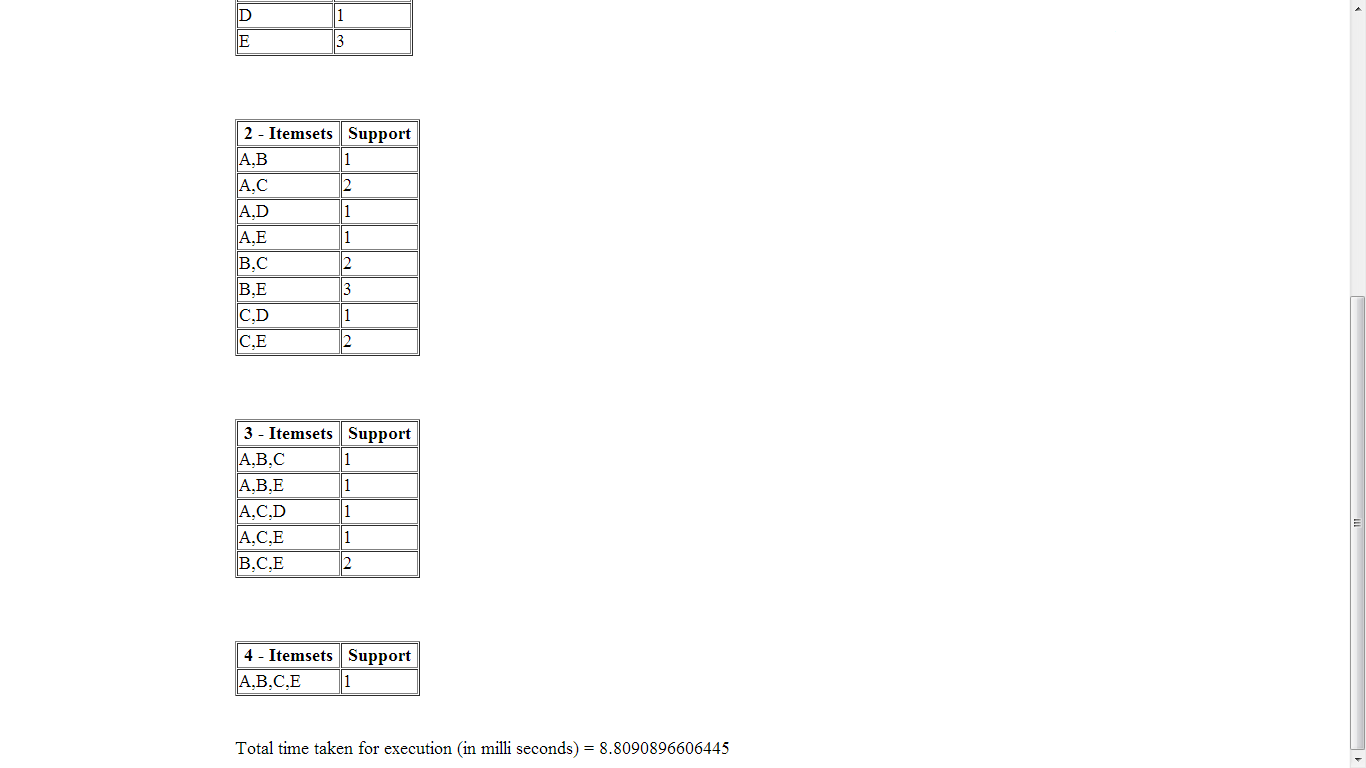 D 1
E 3
2 - Itemsets Support
A,B 1
A,C 2
A,D 1
A,E 1
B,C 2
B,E 3
C,D 1
C,E 2
3 - Itemsets Support
A,B,C 1
A,B,E 1
A,C,D 1
A,C,E 1
B,C,E 2
4 - Itemsets Support
A,B,C,E 1
Total time taken for execution (in milli seconds) = 8.8090896606445